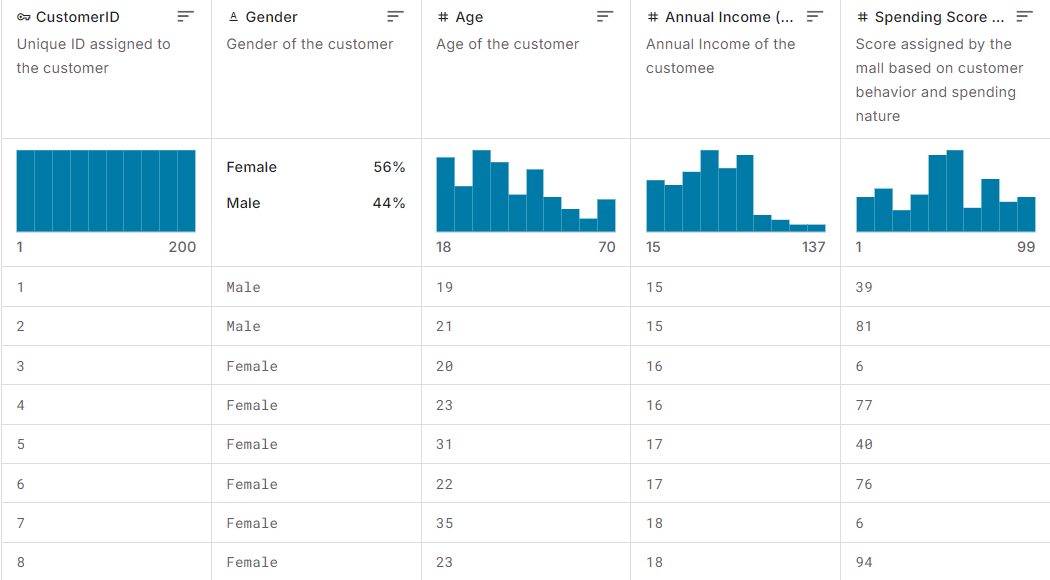 CustomerID
Gender
Age
Annual Income (...
Spending Score ...
Unique ID assigned to
the customer
Gender of the customer
Age of the customer
Annual Income of the
customee
Score assigned by the
mall based on customer
behavior and spending
nature
Female 56%
Male 44%
1 200
18 70
15 137
1 99
1 Male 19 15 39
2 Male 21 15 81
3 Female 20 16 6
4 Female 23 16 77
5 Female 31 17 40
6 Female 22 17 76
7 Female 35 18 6
8 Female 23 18 94